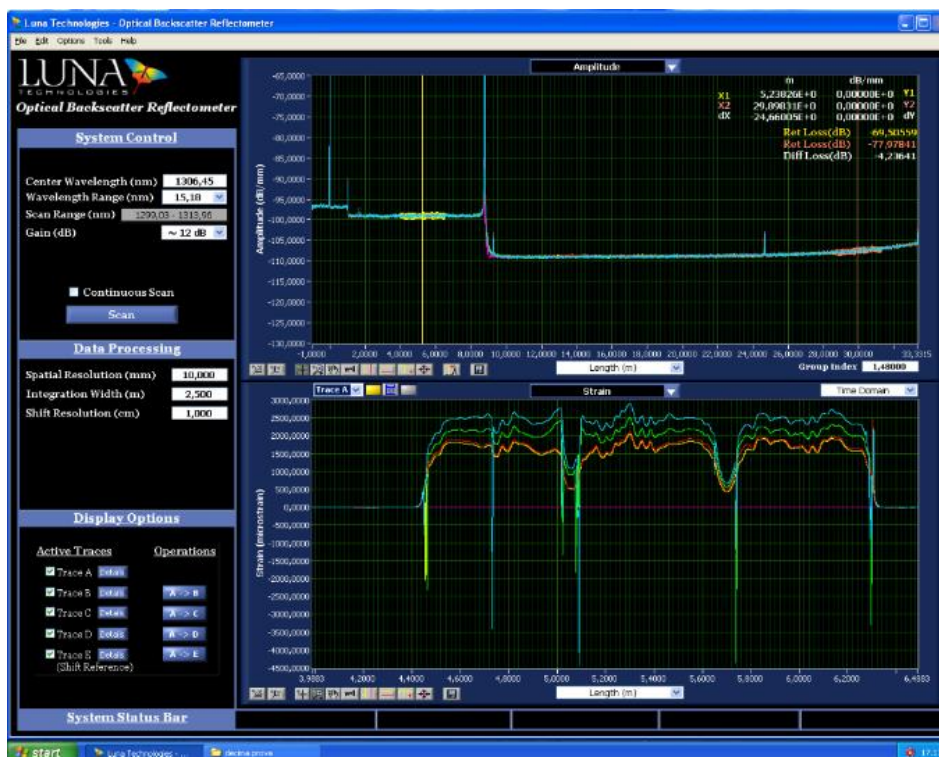 Luna Technologies - Optical Backscatter Reflectometer
File Edit Options Tools Help
LUNA
TECHNOLOGIES
Optical Backscatter Reflectometer
System Control
Center Wavelength (nm) 1306,45
Wavelength Range (nm) 15,18
Scan Range (nm) 1299,03 - 1313,96
Gain (dB) ~ 12 dB
Continuous Scan
Scan
Data Processing
Spatial Resolution (mm) 10,000
Integration Width (m) 2,500
Shift Resolution (cm) 1,000
Display Options
Active Traces Operations
Trace A Details
Trace B Details A -> B
Trace C Details A -> C
Trace D Details A -> D
Trace E Details A -> E
(Shift Reference)
System Status Bar
Amplitude
m dB/mm
X1 5,23826E+0 0,00000E+0 Y1
X2 29,89831E+0 0,00000E+0 Y2
dX -24,66005E+0 0,00000E+0 dY
Ret Loss(dB) -69,50559
Ret Loss(dB) -77,97841
Diff Loss(dB) -4,23641
Amplitude (dB/mm)
-65,0000
-70,0000
-75,0000
-80,0000
-85,0000
-90,0000
-95,0000
-100,0000
-105,0000
-110,0000
-115,0000
-120,0000
-125,0000
-130,0000
-1,0000 2,0000 4,0000 6,0000 8,0000 10,0000 12,0000 14,0000 16,0000 18,0000 20,0000 22,0000 24,0000 26,0000 28,0000 30,0000 33,3315
Length (m)
Group Index 1,48000
Trace A
Strain
Time Domain
Strain (microstrain)
3000,0000
2500,0000
2000,0000
1500,0000
1000,0000
500,0000
0,0000
-500,0000
-1000,0000
-1500,0000
-2000,0000
-2500,0000
-3000,0000
-3500,0000
-4000,0000
-4500,0000
3,9880 4,2000 4,4000 4,6000 4,8000 5,0000 5,2000 5,4000 5,6000 5,8000 6,0000 6,2000
Length (m)
start Luna Technologies - ... decima prove